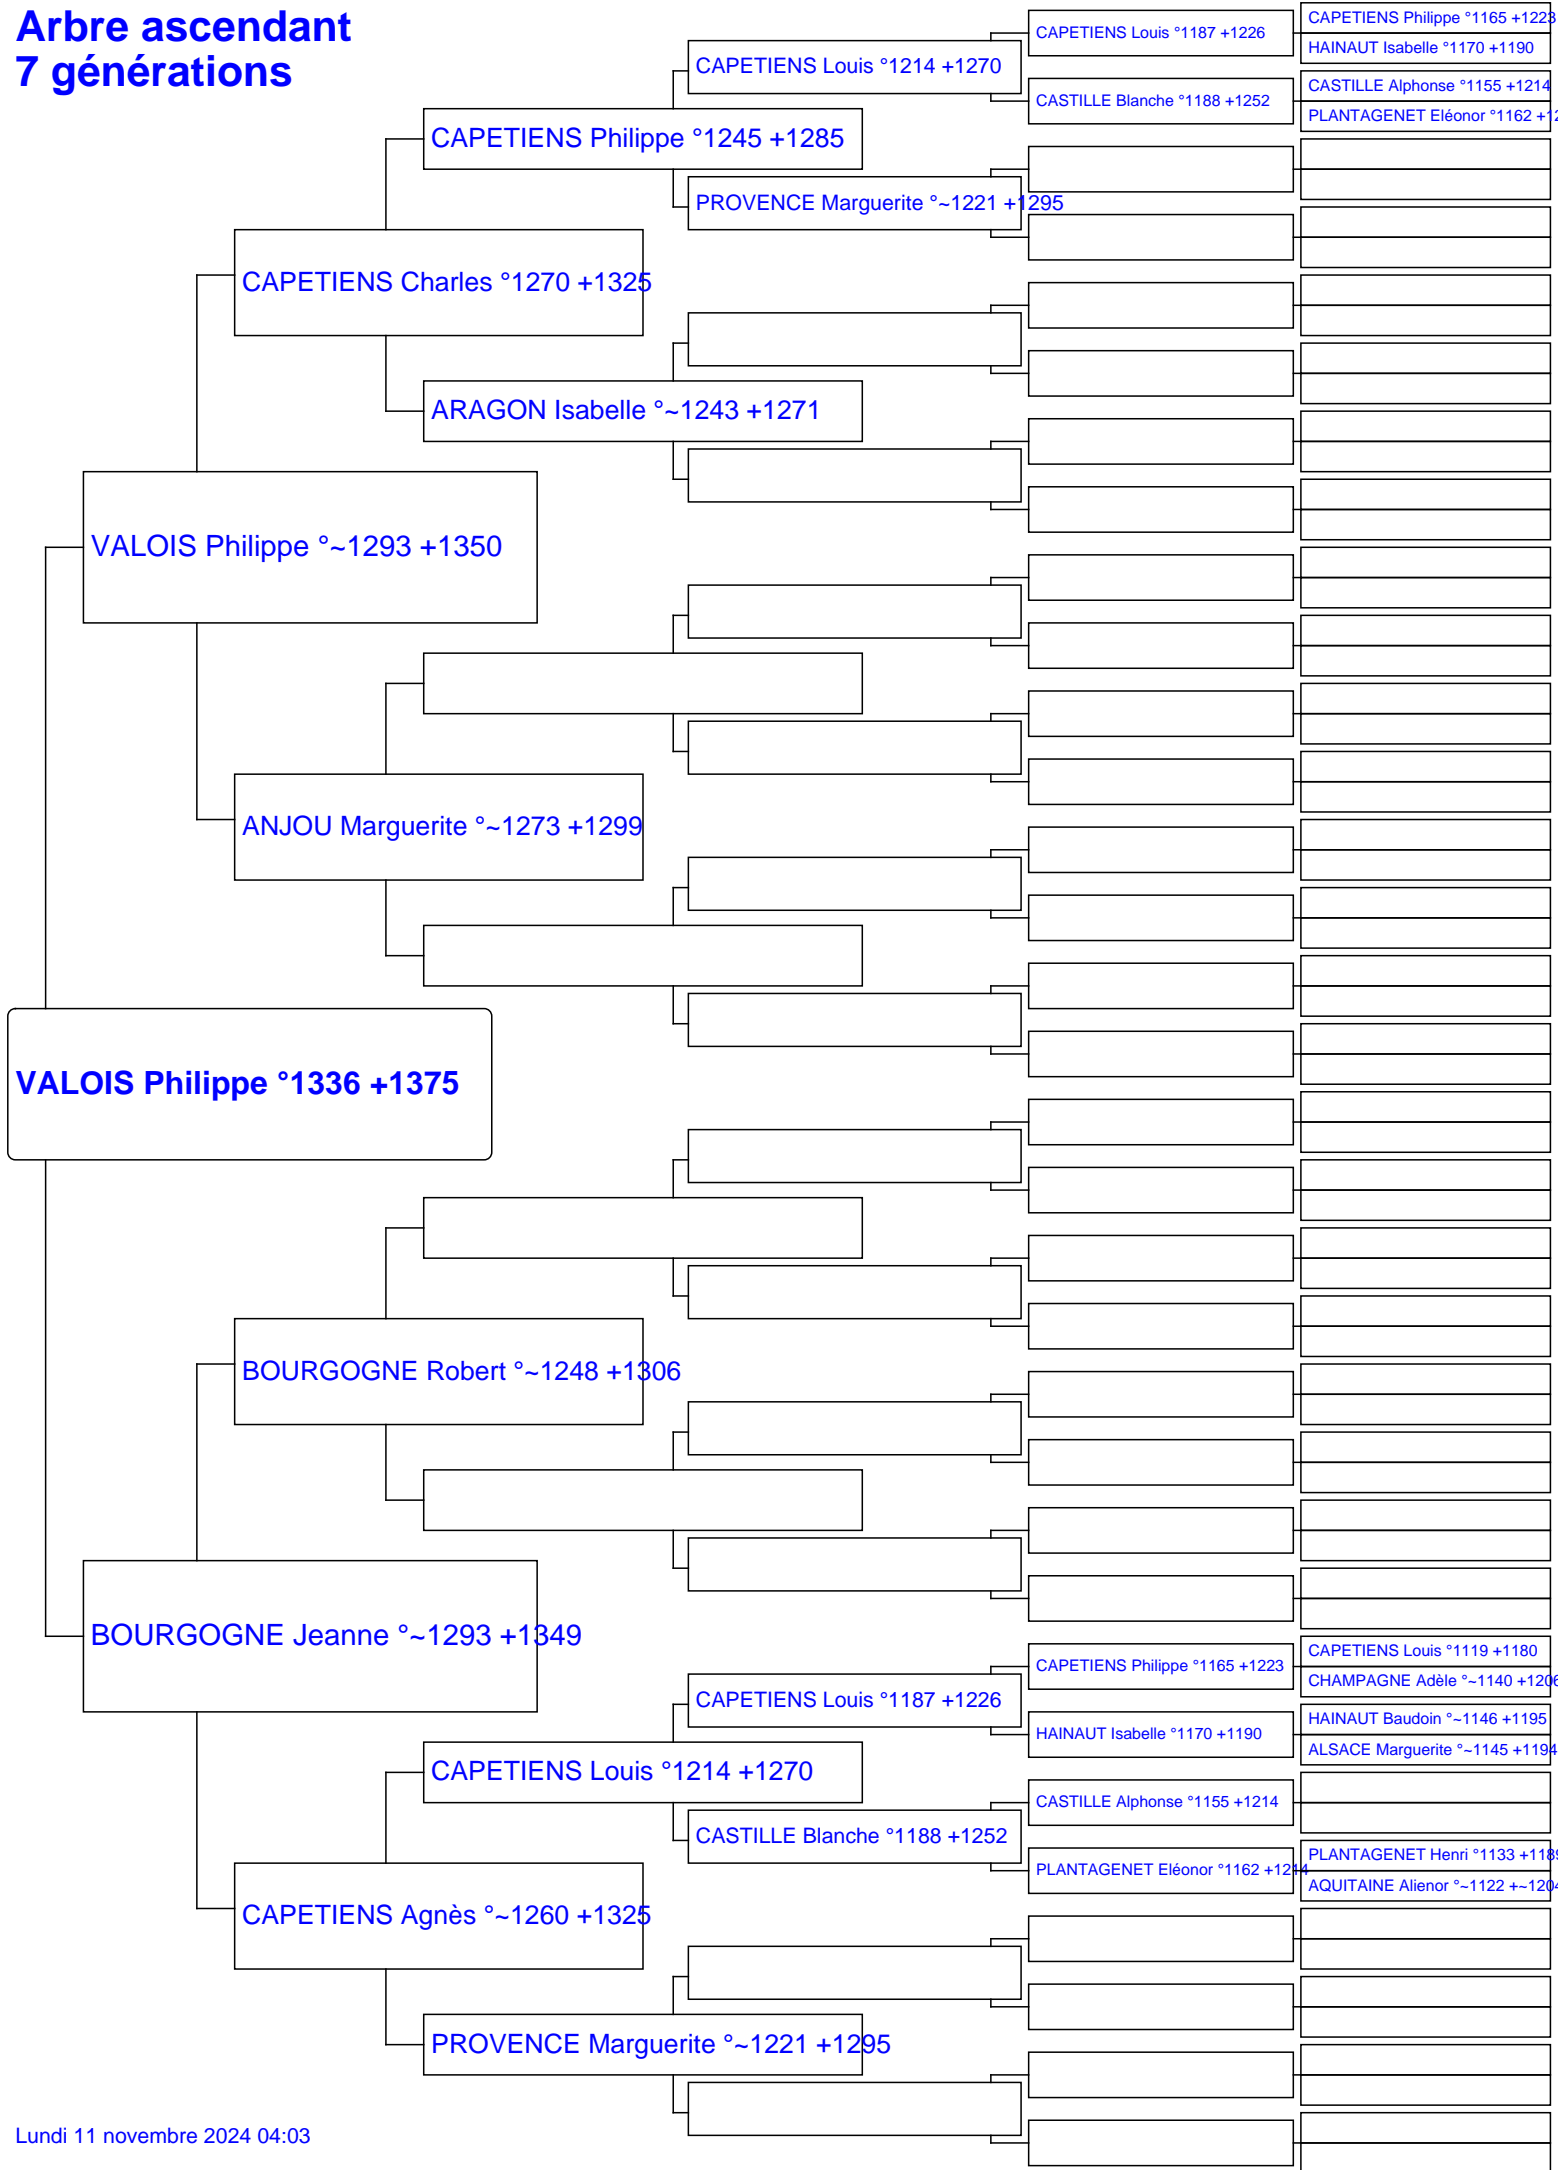 Arbre ascendant
7 générations
CAPETIENS Philippe °1165 +1223
CAPETIENS Louis °1187 +1226
HAINAUT Isabelle °1170 +1190
CAPETIENS Louis °1214 +1270
CASTILLE Alphonse °1155 +1214
CASTILLE Blanche °1188 +1252
PLANTAGENET Eléonor °1162 +12
CAPETIENS Philippe °1245 +1285
PROVENCE Marguerite °~1221 +1295
CAPETIENS Charles °1270 +1325
ARAGON Isabelle °~1243 +1271
VALOIS Philippe °~1293 +1350
ANJOU Marguerite °~1273 +1299
VALOIS Philippe °1336 +1375
BOURGOGNE Robert °~1248 +1306
BOURGOGNE Jeanne °~1293 +1349
CAPETIENS Louis °1119 +1180
CAPETIENS Philippe °1165 +1223
CHAMPAGNE Adèle °~1140 +1206
CAPETIENS Louis °1187 +1226
HAINAUT Baudoin °~1146 +1195
HAINAUT Isabelle °1170 +1190
ALSACE Marguerite °~1145 +1194
CAPETIENS Louis °1214 +1270
CASTILLE Alphonse °1155 +1214
CASTILLE Blanche °1188 +1252
PLANTAGENET Henri °1133 +1189
PLANTAGENET Eléonor °1162 +1214
AQUITAINE Alienor °~1122 +~1204
CAPETIENS Agnès °~1260 +1325
PROVENCE Marguerite °~1221 +1295
Lundi 11 novembre 2024 04:03